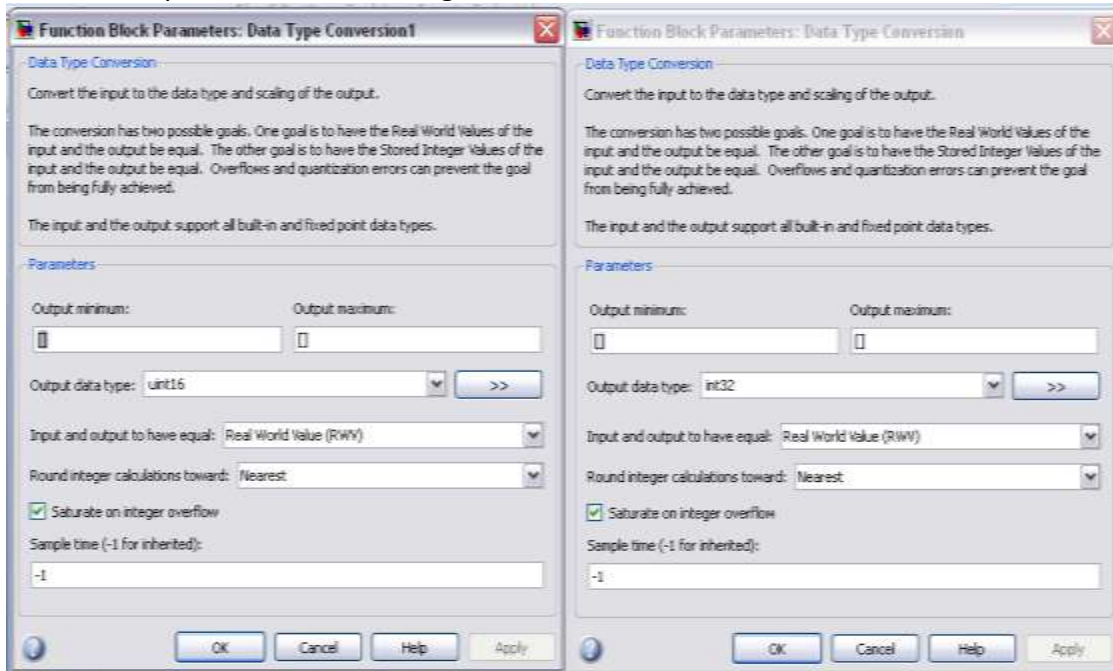 Function Block Parameters: Data Type Conversion1
Data Type Conversion
Convert the input to the data type and scaling of the output.
The conversion has two possible goals. One goal is to have the Real World Values of the
input and the output be equal. The other goal is to have the Stored Integer Values of the
input and the output be equal. Overflows and quantization errors can prevent the goal
from being fully achieved.
The input and the output support all built-in and fixed point data types.
Parameters
Output minimum: Output maximum:
[] []
Output data type: uint16 >>
Input and output to have equal: Real World Value (RWV)
Round integer calculations toward: Nearest
Saturate on integer overflow
Sample time (-1 for inherited):
-1
OK Cancel Help Apply
Function Block Parameters: Data Type Conversion
Data Type Conversion
Convert the input to the data type and scaling of the output.
The conversion has two possible goals. One goal is to have the Real World Values of the
input and the output be equal. The other goal is to have the Stored Integer Values of the
input and the output be equal. Overflows and quantization errors can prevent the goal
from being fully achieved.
The input and the output support all built-in and fixed point data types.
Parameters
Output minimum: Output maximum:
[] []
Output data type: int32 >>
Input and output to have equal: Real World Value (RWV)
Round integer calculations toward: Nearest
Saturate on integer overflow
Sample time (-1 for inherited):
-1
OK Cancel Help Apply